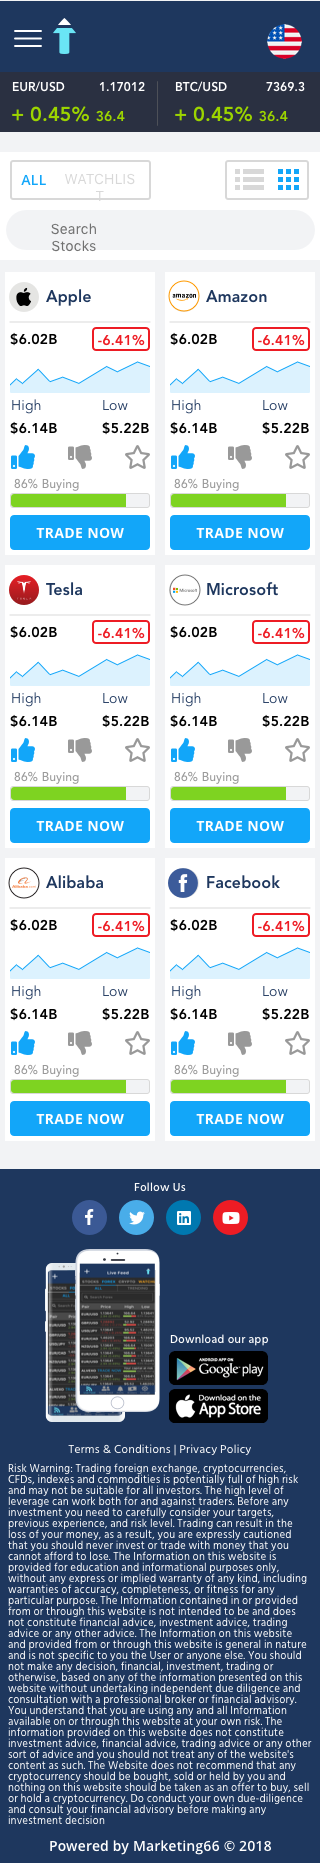 EUR/USD 1.17012 BTC/USD 7369.3
+ 0.45% 36.4 + 0.45% 36.4
ALL WATCHLIS
T
Search
Stocks
Apple Amazon
amazon
$6.02B -6.41% $6.02B -6.41%
High Low High Low
$6.14B $5.22B $6.14B $5.22B
86% Buying 86% Buying
TRADE NOW TRADE NOW
Tesla Microsoft
Microsoft
$6.02B -6.41% $6.02B -6.41%
High Low High Low
$6.14B $5.22B $6.14B $5.22B
86% Buying 86% Buying
TRADE NOW TRADE NOW
Alibaba Facebook
$6.02B -6.41% $6.02B -6.41%
High Low High Low
$6.14B $5.22B $6.14B $5.22B
86% Buying 86% Buying
TRADE NOW TRADE NOW
Follow Us
Live Feed
Download our app
ANDROID APP ON
Google play
Download on the
App Store
Terms & Conditions | Privacy Policy
Risk Warning: Trading foreign exchange, cryptocurrencies,
CFDs, indexes and commodities is potentially full of high risk
and may not be suitable for all investors. The high level of
leverage can work both for and against traders. Before any
investment you need to carefully consider your targets,
previous experience, and risk level. Trading can result in the
loss of your money, as a result, you are expressly cautioned
that you should never invest or trade with money that you
cannot afford to lose. The Information on this website is
provided for education and informational purposes only,
without any express or implied warranty of any kind, including
warranties of accuracy, completeness, or fitness for any
particular purpose. The Information contained in or provided
from or through this website is not intended to be and does
not constitute financial advice, investment advice, trading
advice or any other advice. The Information on this website
and provided from or through this website is general in nature
and is not specific to you the User or anyone else. You should
not make any decision, financial, investment, trading or
otherwise, based on any of the information presented on this
website without undertaking independent due diligence and
consultation with a professional broker or financial advisory.
You understand that you are using any and all Information
available on or through this website at your own risk. The
information provided on this website does not constitute
investment advice, financial advice, trading advice or any other
sort of advice and you should not treat any of the website's
content as such. The Website does not recommend that any
cryptocurrency should be bought, sold or held by you and
nothing on this website should be taken as an offer to buy, sell
or hold a cryptocurrency. Do conduct your own due-diligence
and consult your financial advisory before making any
investment decision
Powered by Marketing66 © 2018